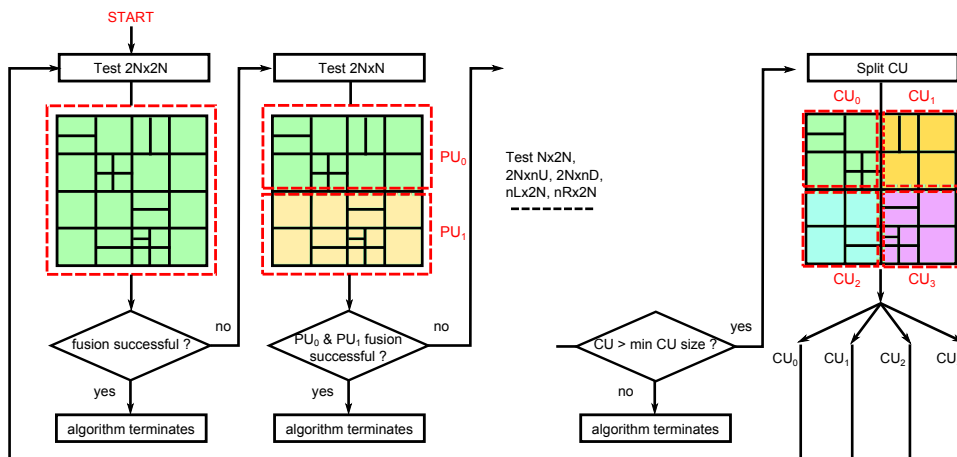 START
Test 2Nx2N
Test 2NxN
Split CU
CU₀
CU₁
PU₀
PU₁
Test Nx2N,
2NxnU, 2NxnD,
nLx2N, nRx2N
CU₂
CU₃
fusion successful ?
no
yes
algorithm terminates
PU₀ & PU₁ fusion
successful ?
no
yes
algorithm terminates
CU > min CU size ?
yes
no
algorithm terminates
CU₀
CU₁
CU₂
CU